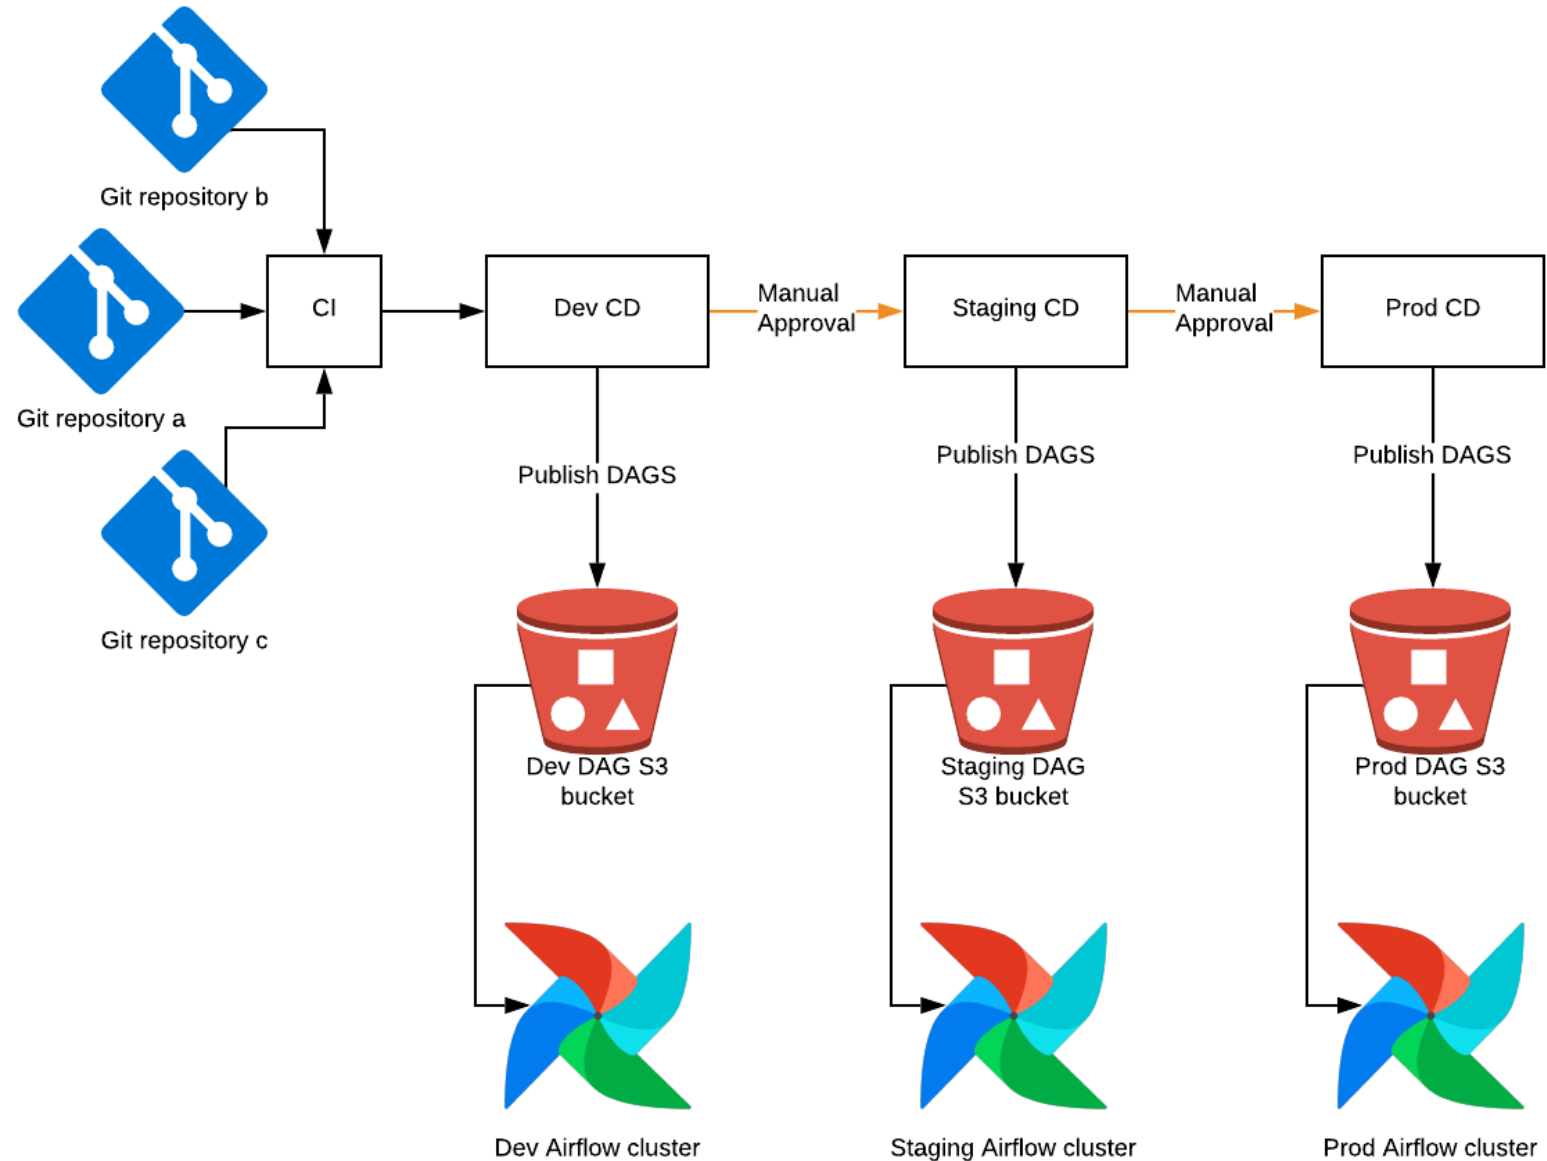 Git repository b
Git repository a
Git repository c
CI
Dev CD
Manual
Approval
Staging CD
Manual
Approval
Prod CD
Publish DAGS
Publish DAGS
Publish DAGS
Dev DAG S3
bucket
Staging DAG
S3 bucket
Prod DAG S3
bucket
Dev Airflow cluster
Staging Airflow cluster
Prod Airflow cluster